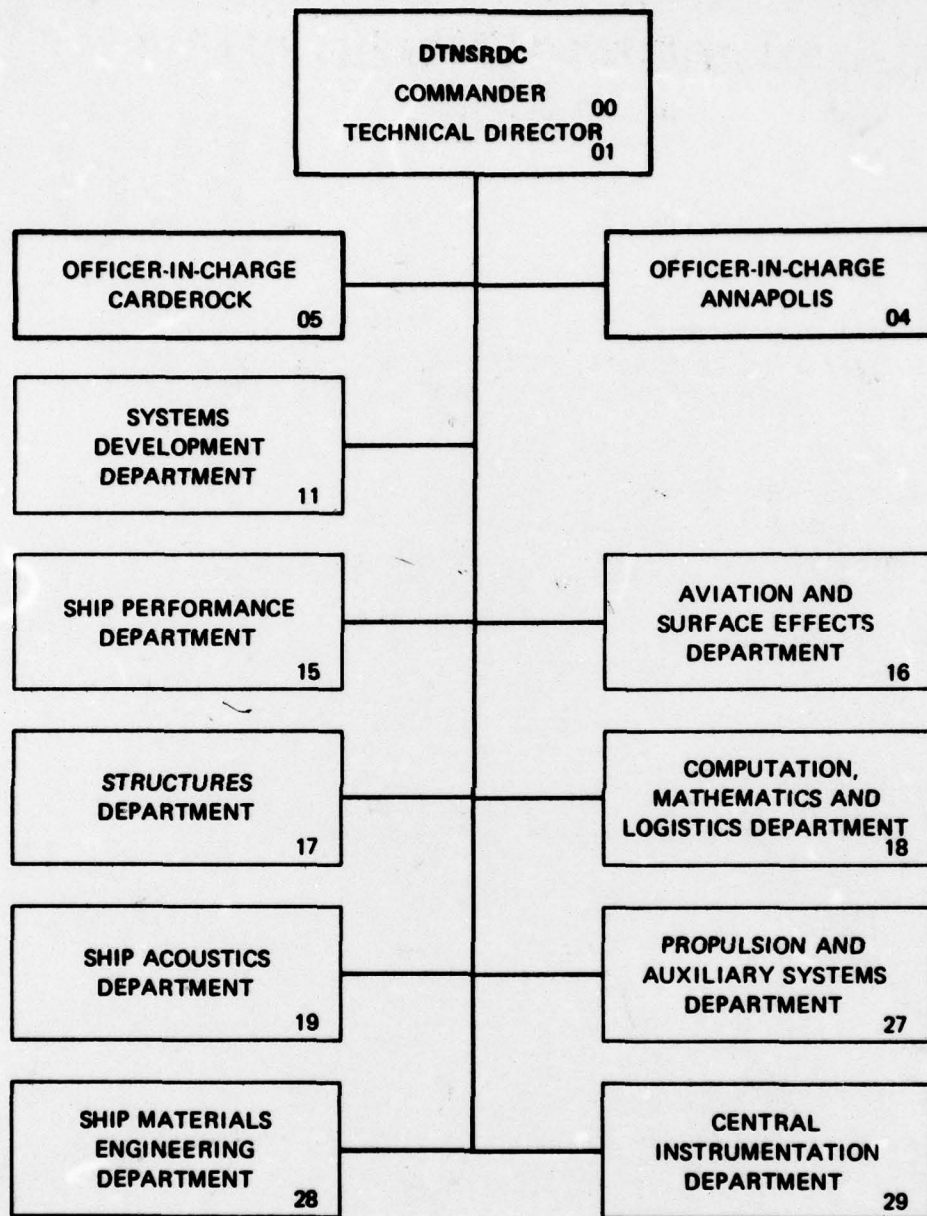 DTNSRDC
COMMANDER
00
TECHNICAL DIRECTOR
01
OFFICER-IN-CHARGE
CARDEROCK
05
OFFICER-IN-CHARGE
ANNAPOLIS
04
SYSTEMS
DEVELOPMENT
DEPARTMENT
11
SHIP PERFORMANCE
DEPARTMENT
15
AVIATION AND
SURFACE EFFECTS
DEPARTMENT
16
STRUCTURES
DEPARTMENT
17
COMPUTATION,
MATHEMATICS AND
LOGISTICS DEPARTMENT
18
SHIP ACOUSTICS
DEPARTMENT
19
PROPULSION AND
AUXILIARY SYSTEMS
DEPARTMENT
27
SHIP MATERIALS
ENGINEERING
DEPARTMENT
28
CENTRAL
INSTRUMENTATION
DEPARTMENT
29